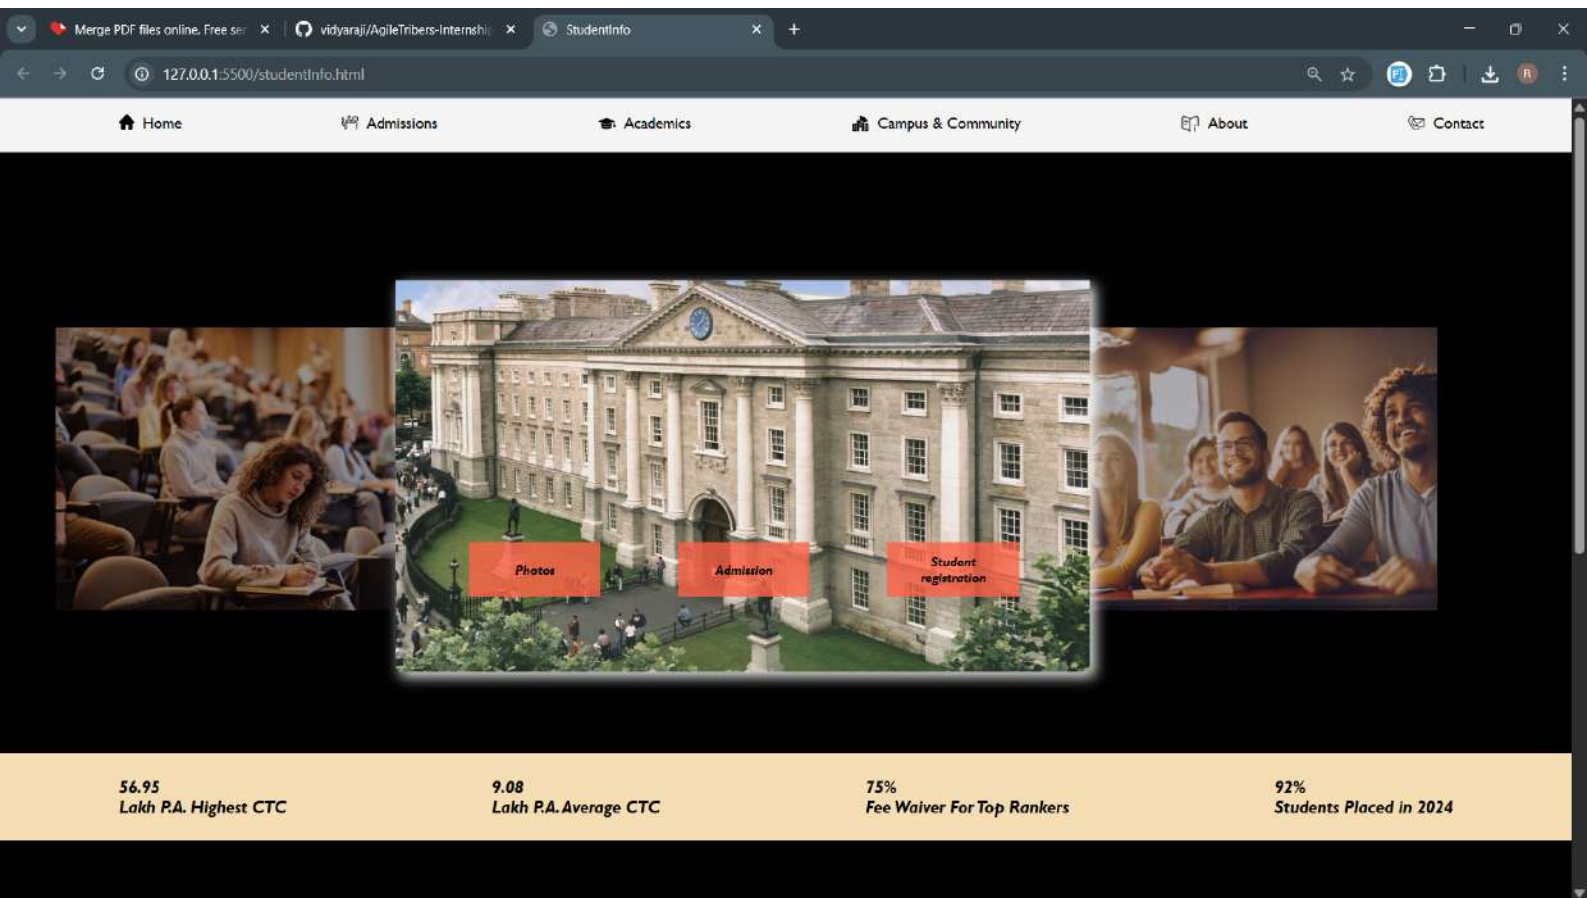 Merge PDF files online. Free ser
vidyaraji/AgileTribers-Internship
StudentInfo
127.0.0.1:5500/studentInfo.html
R
Home
Admissions
Academics
Campus & Community
About
Contact
Photos
Admission
Student
registration
56.95
Lakh P.A. Highest CTC
9.08
Lakh P.A. Average CTC
75%
Fee Waiver For Top Rankers
92%
Students Placed in 2024